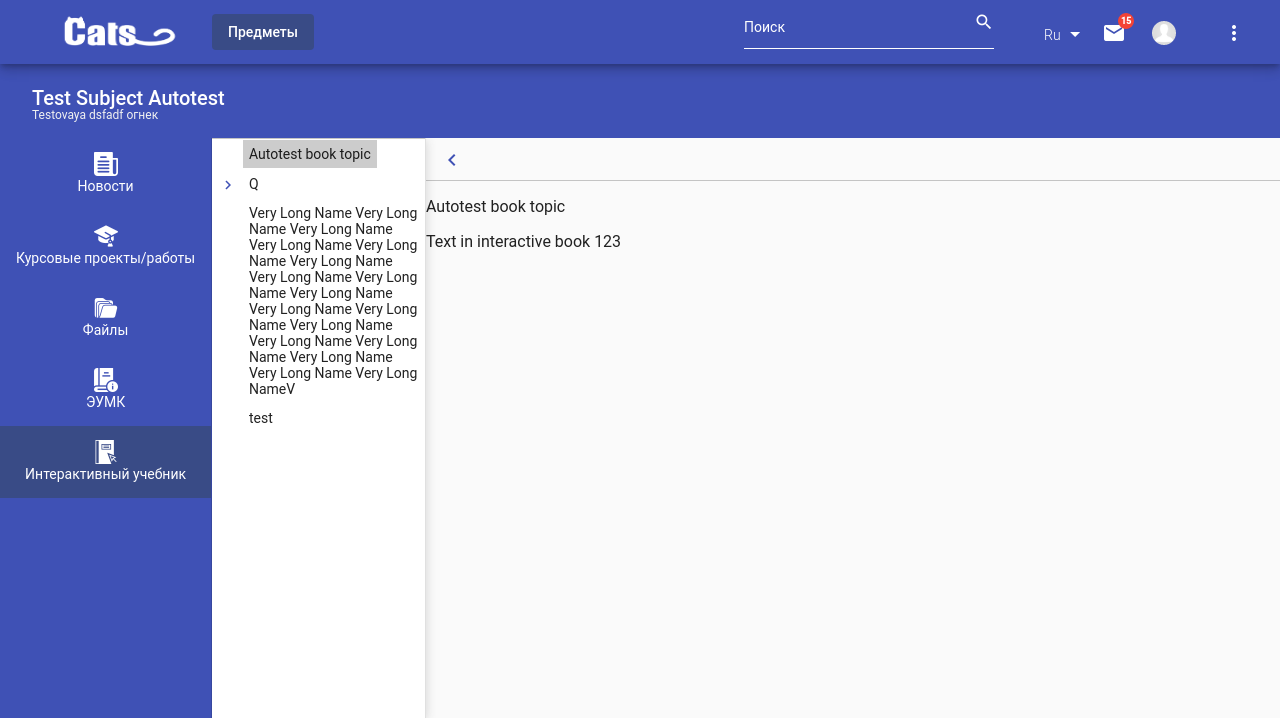 Cats
Предметы
Поиск
Ru
15
Test Subject Autotest
Testovaya dsfadf огнек
Новости
Курсовые проекты/работы
Файлы
ЭУМК
Интерактивный учебник
Autotest book topic
Q
Very Long Name Very Long
Name Very Long Name
Very Long Name Very Long
Name Very Long Name
Very Long Name Very Long
Name Very Long Name
Very Long Name Very Long
Name Very Long Name
Very Long Name Very Long
Name Very Long Name
Very Long Name Very Long
NameV
test
Autotest book topic
Text in interactive book 123